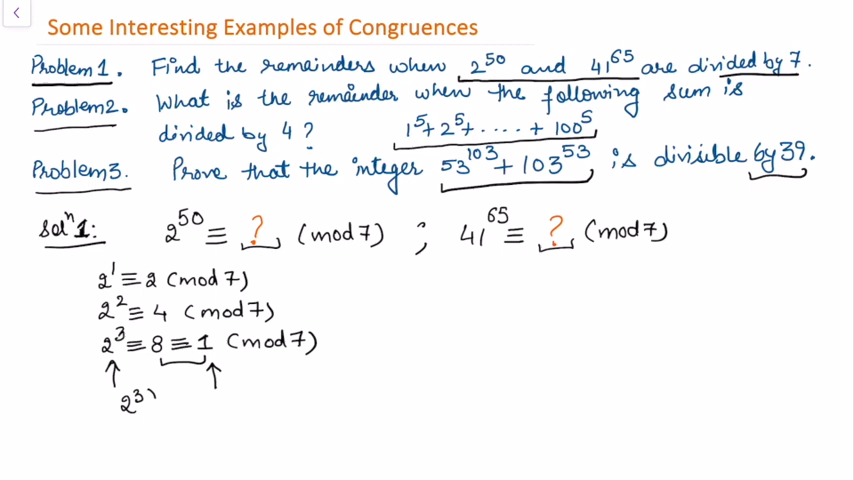 Some Interesting Examples of Congruences
Problem 1. Find the remainders when 2^50 and 41^65 are divided by 7.
Problem 2. What is the remainder when the following sum is
divided by 4? 1^5 + 2^5 + ..... + 100^5
Problem 3. Prove that the integer 53^103 + 103^53 is divisible by 39.
Sol^n 1: 2^50 ≡ ? (mod 7) ; 41^65 ≡ ? (mod 7)
2^1 ≡ 2 (mod 7)
2^2 ≡ 4 (mod 7)
2^3 ≡ 8 ≡ 1 (mod 7)
2^3)